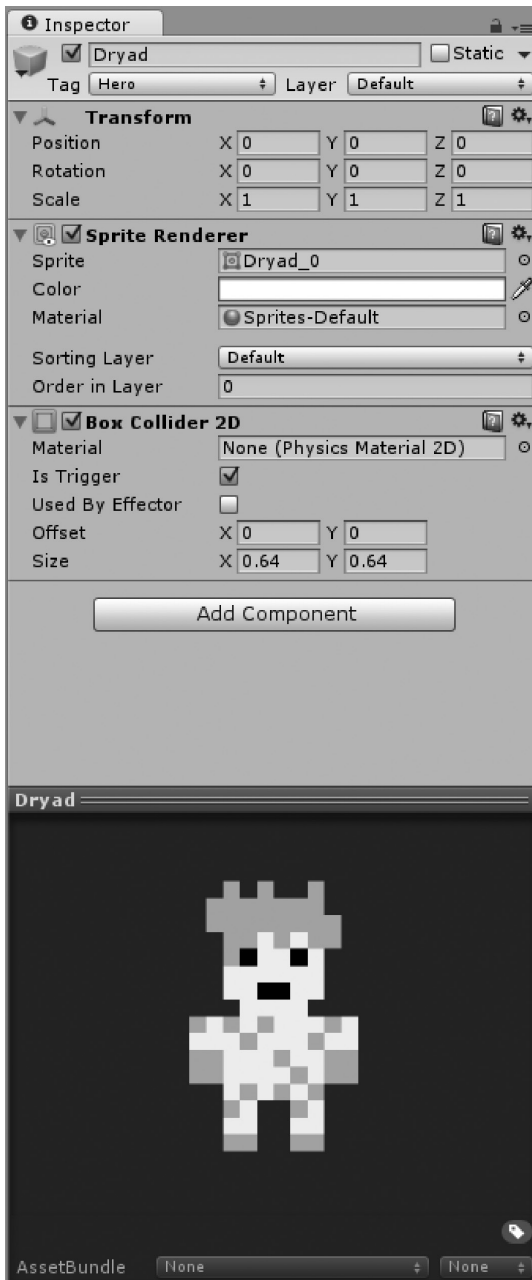 Inspector
Dryad Static
Tag Hero Layer Default
Transform
Position X 0 Y 0 Z 0
Rotation X 0 Y 0 Z 0
Scale X 1 Y 1 Z 1
Sprite Renderer
Sprite Dryad_0
Color
Material Sprites-Default
Sorting Layer Default
Order in Layer 0
Box Collider 2D
Material None (Physics Material 2D)
Is Trigger
Used By Effector
Offset X 0 Y 0
Size X 0.64 Y 0.64
Add Component
Dryad
AssetBundle None None